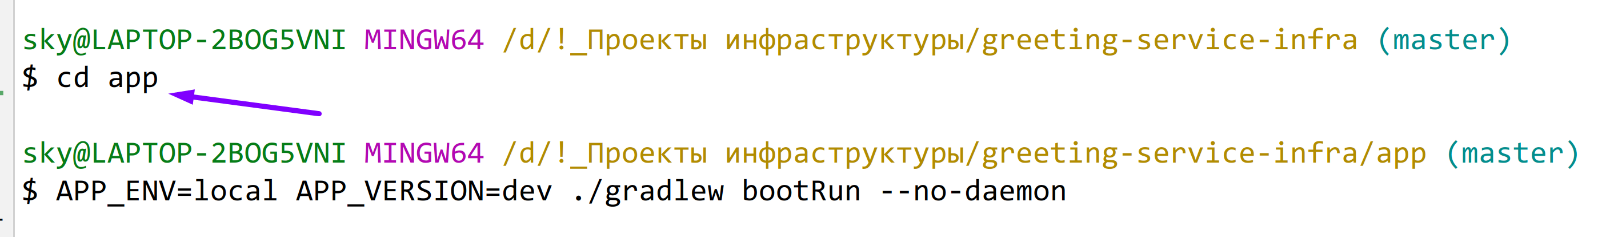 sky@LAPTOP-2BOG5VNI MINGW64 /d/!_Проекты инфраструктуры/greeting-service-infra (master)
$ cd app
sky@LAPTOP-2BOG5VNI MINGW64 /d/!_Проекты инфраструктуры/greeting-service-infra/app (master)
$ APP_ENV=local APP_VERSION=dev ./gradlew bootRun --no-daemon